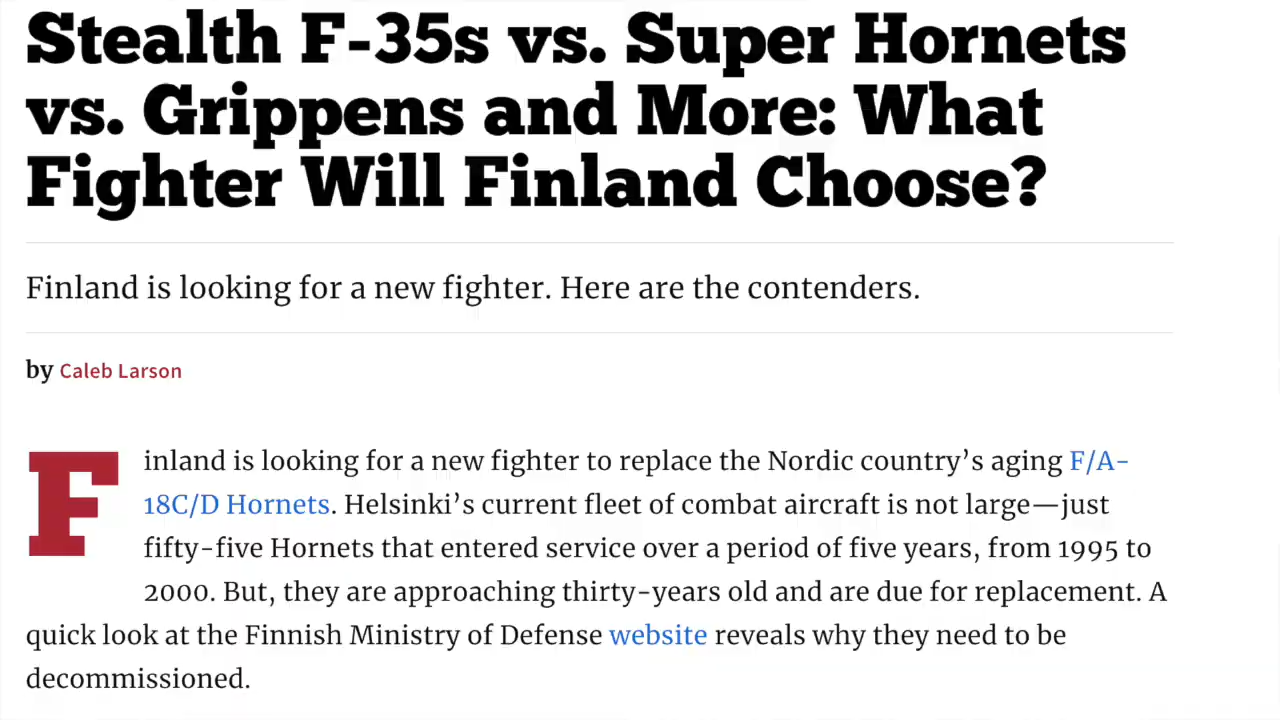 Stealth F-35s vs. Super Hornets
vs. Grippens and More: What
Fighter Will Finland Choose?
Finland is looking for a new fighter. Here are the contenders.
by Caleb Larson
Finland is looking for a new fighter to replace the Nordic country’s aging F/A-
18C/D Hornets. Helsinki’s current fleet of combat aircraft is not large—just
fifty-five Hornets that entered service over a period of five years, from 1995 to
2000. But, they are approaching thirty-years old and are due for replacement. A
quick look at the Finnish Ministry of Defense website reveals why they need to be
decommissioned.